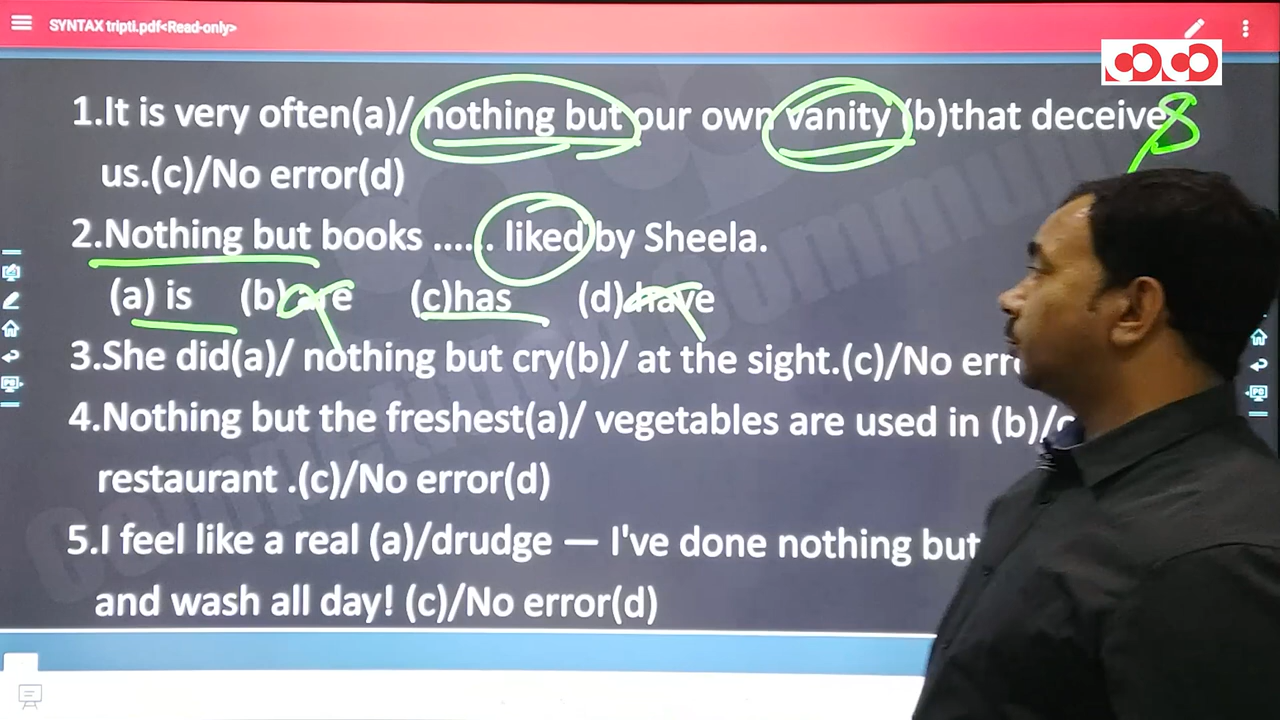 SYNTAX tripti.pdf<Read-only>
1.It is very often(a)/ nothing but our own vanity (b)that deceive s
us.(c)/No error(d)
2.Nothing but books ...... liked by Sheela.
(a) is (b) are (c)has (d) have
3.She did(a)/ nothing but cry(b)/ at the sight.(c)/No
4.Nothing but the freshest(a)/ vegetables are used in (b)/
restaurant .(c)/No error(d)
5.I feel like a real (a)/drudge — I've done nothing but
and wash all day! (c)/No error(d)